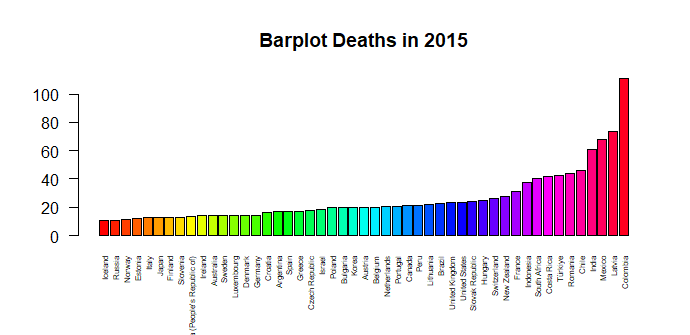 Barplot Deaths in 2015
100
80
60
40
20
0
Iceland
Russia
Norway
Estonia
Italy
Japan
Finland
Slovenia
(People's Republic of)
Ireland
Australia
Sweden
Luxembourg
Denmark
Germany
Croatia
Argentina
Spain
Greece
Czech Republic
Israel
Poland
Bulgaria
Korea
Austria
Belgium
Netherlands
Portugal
Canada
Peru
Lithuania
Brazil
United Kingdom
United States
Slovak Republic
Hungary
Switzerland
New Zealand
France
Indonesia
South Africa
Costa Rica
Türkiye
Romania
Chile
India
Mexico
Latvia
Colombia